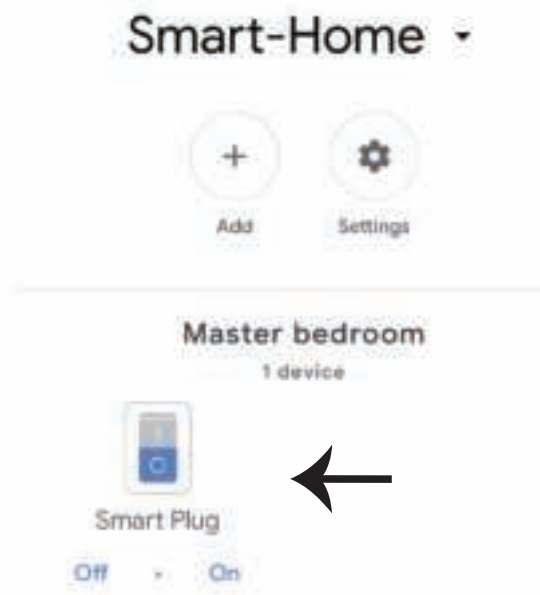 Smart-Home
Add
Settings
Master bedroom
1 device
Smart Plug
Off • On